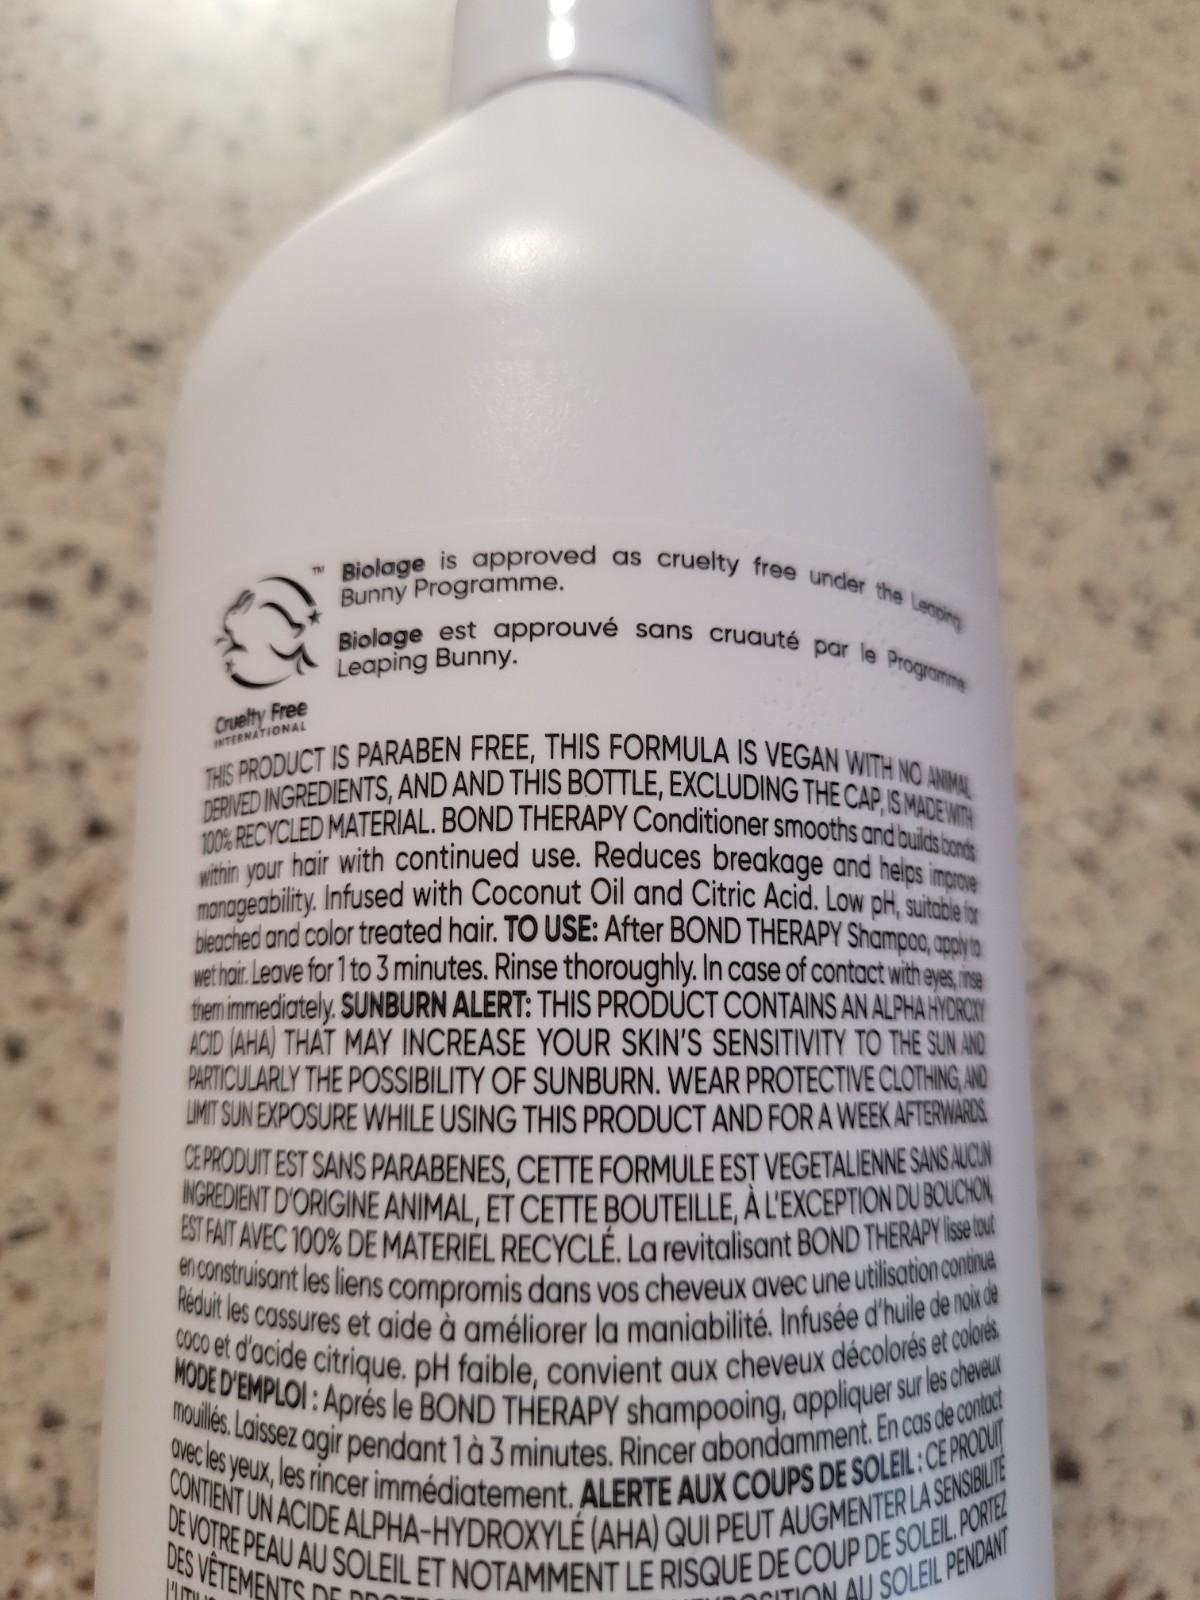 ™
Biolage is approved as cruelty free under the Leaping
Bunny Programme.
Biolage est approuvé sans cruauté par le Programme
Leaping Bunny.
Cruelty Free
INTERNATIONAL
THIS PRODUCT IS PARABEN FREE, THIS FORMULA IS VEGAN WITH NO ANIMAL
DERIVED INGREDIENTS, AND AND THIS BOTTLE, EXCLUDING THE CAP, IS MADE WITH
100% RECYCLED MATERIAL. BOND THERAPY Conditioner smooths and builds bonds
within your hair with continued use. Reduces breakage and helps improve
manageability. Infused with Coconut Oil and Citric Acid. Low pH, suitable for
bleached and color treated hair. TO USE: After BOND THERAPY Shampoo, apply to
wet hair. Leave for 1 to 3 minutes. Rinse thoroughly. In case of contact with eyes, rinse
them immediately. SUNBURN ALERT: THIS PRODUCT CONTAINS AN ALPHA HYDROXY
ACID (AHA) THAT MAY INCREASE YOUR SKIN'S SENSITIVITY TO THE SUN AND
PARTICULARLY THE POSSIBILITY OF SUNBURN. WEAR PROTECTIVE CLOTHING, AND
LIMIT SUN EXPOSURE WHILE USING THIS PRODUCT AND FOR A WEEK AFTERWARDS.
CE PRODUIT EST SANS PARABENES, CETTE FORMULE EST VEGETALIENNE SANS AUCUN
INGREDIENT D'ORIGINE ANIMAL, ET CETTE BOUTEILLE, À L'EXCEPTION DU BOUCHON,
EST FAIT AVEC 100% DE MATERIEL RECYCLÉ. La revitalisant BOND THERAPY lisse tout
en construisant les liens compromis dans vos cheveux avec une utilisation continue.
Réduit les cassures et aide à améliorer la maniabilité. Infusée d'huile de noix de
coco et d'acide citrique. pH faible, convient aux cheveux décolorés et colorés.
MODE D'EMPLOI : Aprés le BOND THERAPY shampooing, appliquer sur les cheveux
mouillés. Laissez agir pendant 1 à 3 minutes. Rincer abondamment. En cas de contact
avec les yeux, les rincer immédiatement. ALERTE AUX COUPS DE SOLEIL : CE PRODUIT
CONTIENT UN ACIDE ALPHA-HYDROXYLÉ (AHA) QUI PEUT AUGMENTER LA SENSIBILITÉ
DE VOTRE PEAU AU SOLEIL ET NOTAMMENT LE RISQUE DE COUP DE SOLEIL. PORTEZ
DES VÊTEMENTS DE AU SOLEIL PENDANT